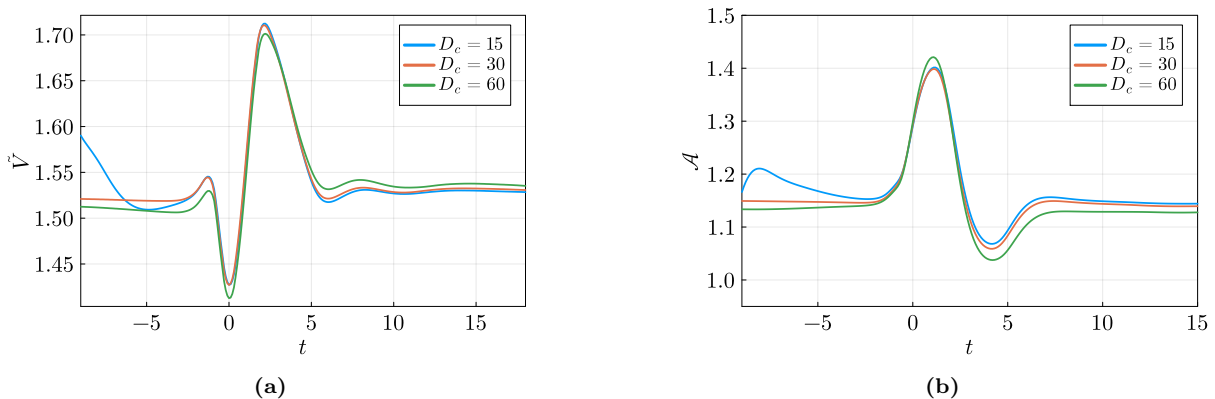 1.70
1.65
1.60
1.55
1.50
1.45
Ṽ
−5
0
5
10
15
t
D_c = 15
D_c = 30
D_c = 60
(a)
1.5
1.4
1.3
1.2
1.1
1.0
𝒜
−5
0
5
10
15
t
D_c = 15
D_c = 30
D_c = 60
(b)